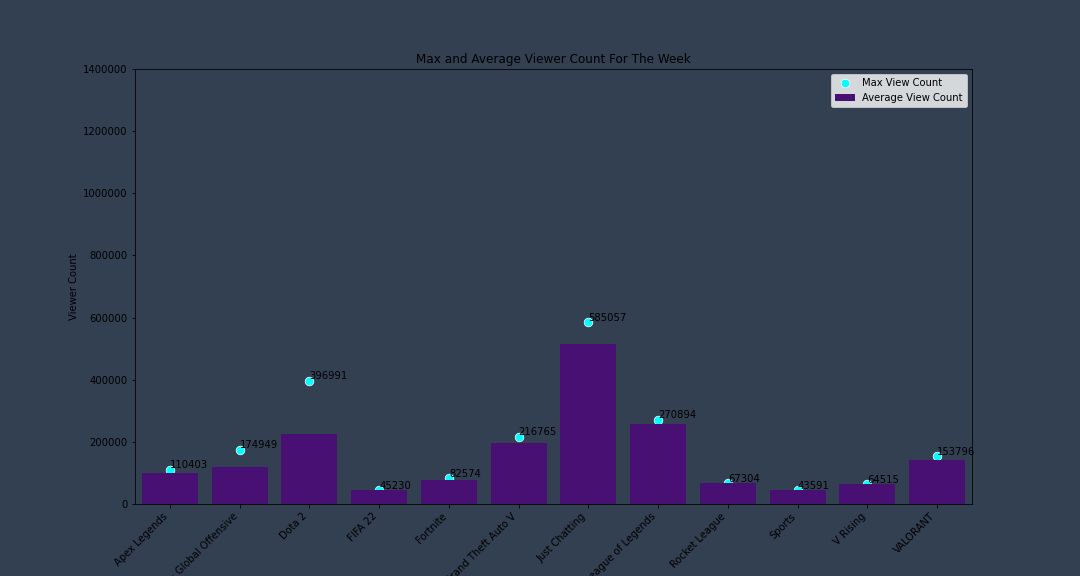 Max and Average Viewer Count For The Week
Max View Count
Average View Count
Viewer Count
1400000
1200000
1000000
800000
600000
400000
200000
0
110403
174949
396991
45230
82574
216765
585057
270894
67304
43591
64515
153796
Apex Legends
Global Offensive
Dota 2
FIFA 22
Fortnite
rand Theft Auto V
Just Chatting
eague of Legends
Rocket League
Sports
V Rising
VALORANT